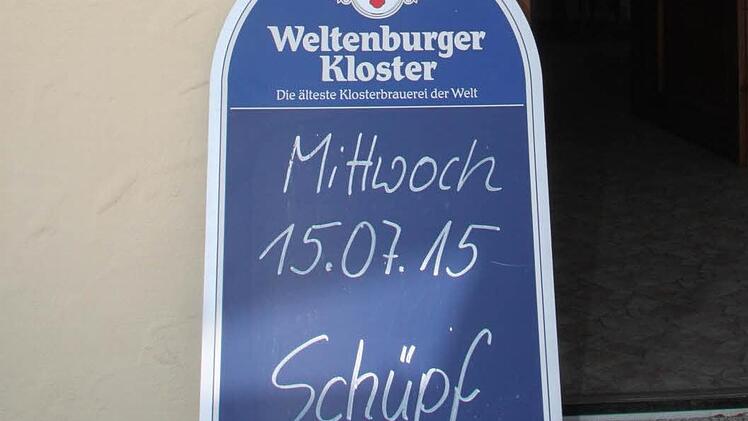 Weltenburger
Kloster
Die älteste Klosterbrauerei der Welt
Mittwoch
15.07.15
Schüpf